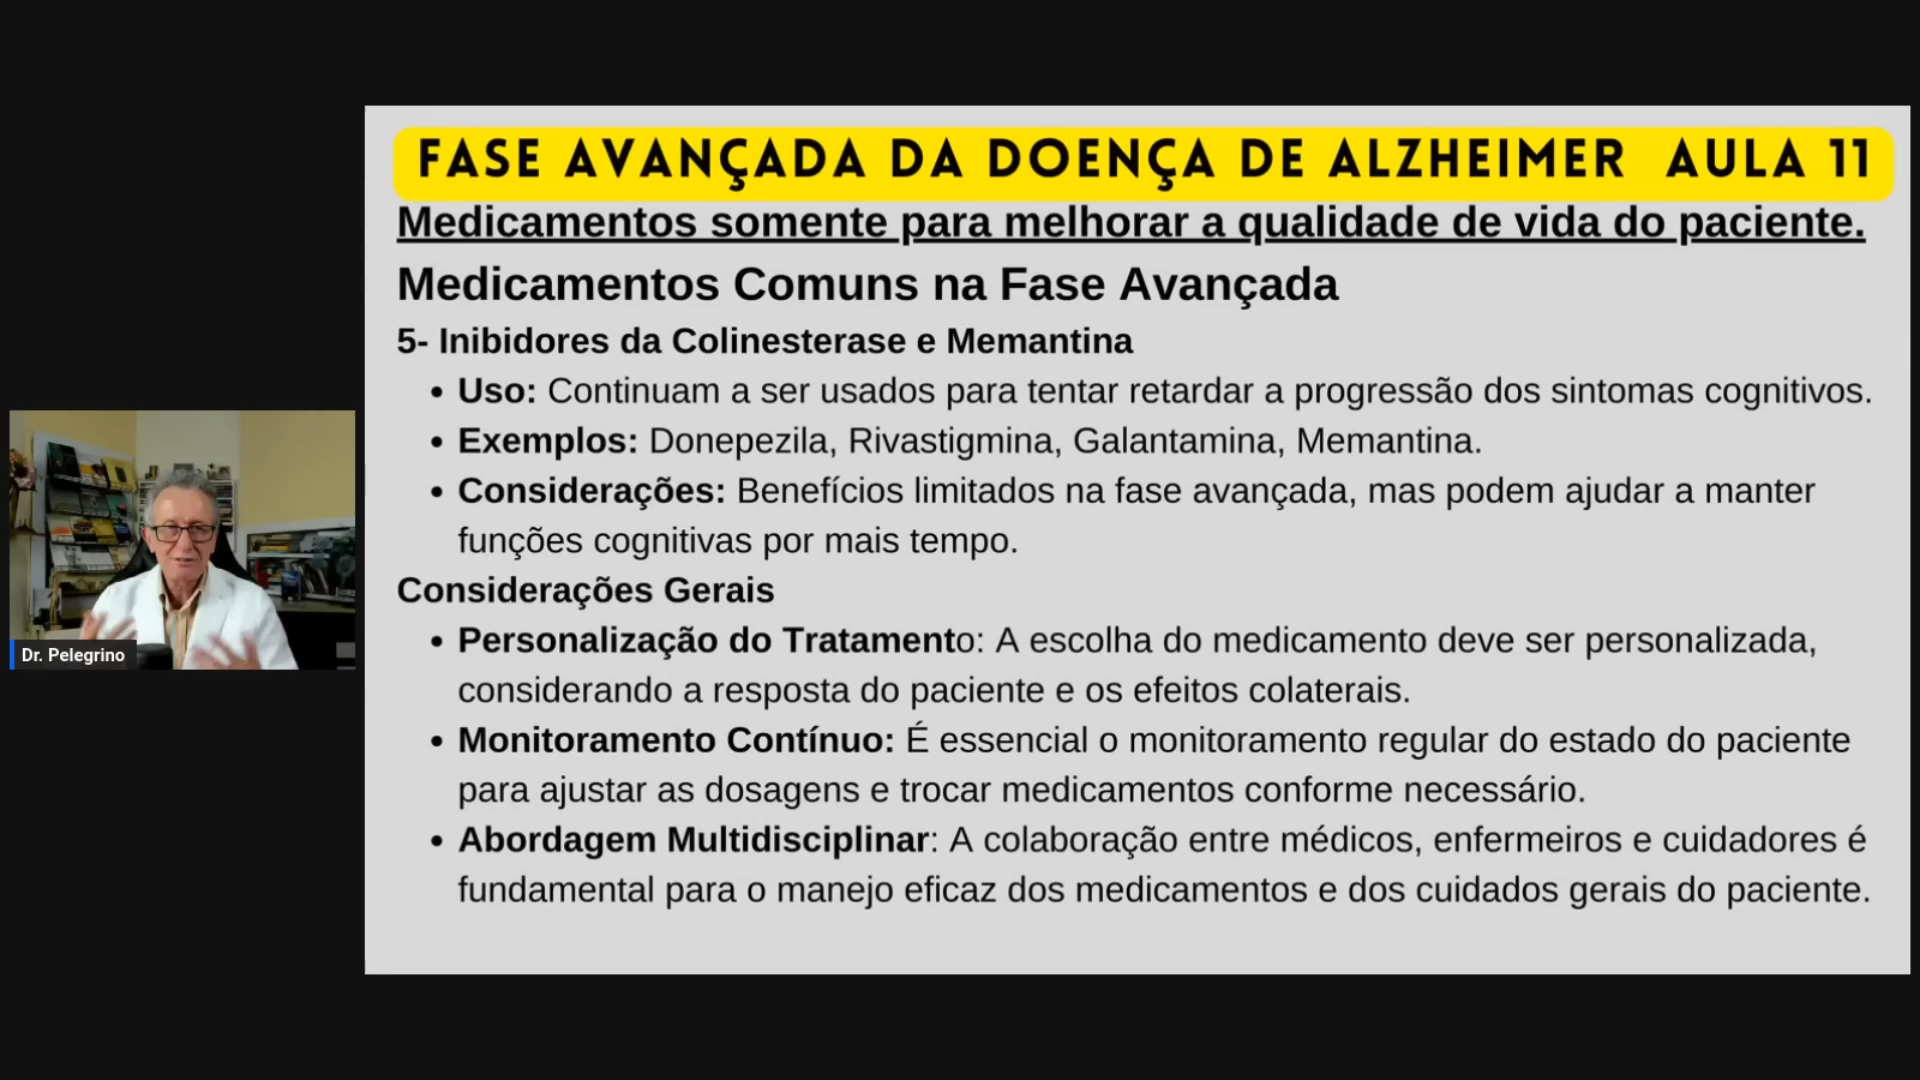 FASE AVANÇADA DA DOENÇA DE ALZHEIMER AULA 11
Medicamentos somente para melhorar a qualidade de vida do paciente.
Medicamentos Comuns na Fase Avançada
5- Inibidores da Colinesterase e Memantina
• Uso: Continuam a ser usados para tentar retardar a progressão dos sintomas cognitivos.
• Exemplos: Donepezila, Rivastigmina, Galantamina, Memantina.
• Considerações: Benefícios limitados na fase avançada, mas podem ajudar a manter
funções cognitivas por mais tempo.
Considerações Gerais
• Personalização do Tratamento: A escolha do medicamento deve ser personalizada,
considerando a resposta do paciente e os efeitos colaterais.
• Monitoramento Contínuo: É essencial o monitoramento regular do estado do paciente
para ajustar as dosagens e trocar medicamentos conforme necessário.
• Abordagem Multidisciplinar: A colaboração entre médicos, enfermeiros e cuidadores é
fundamental para o manejo eficaz dos medicamentos e dos cuidados gerais do paciente.
Dr. Pelegrino